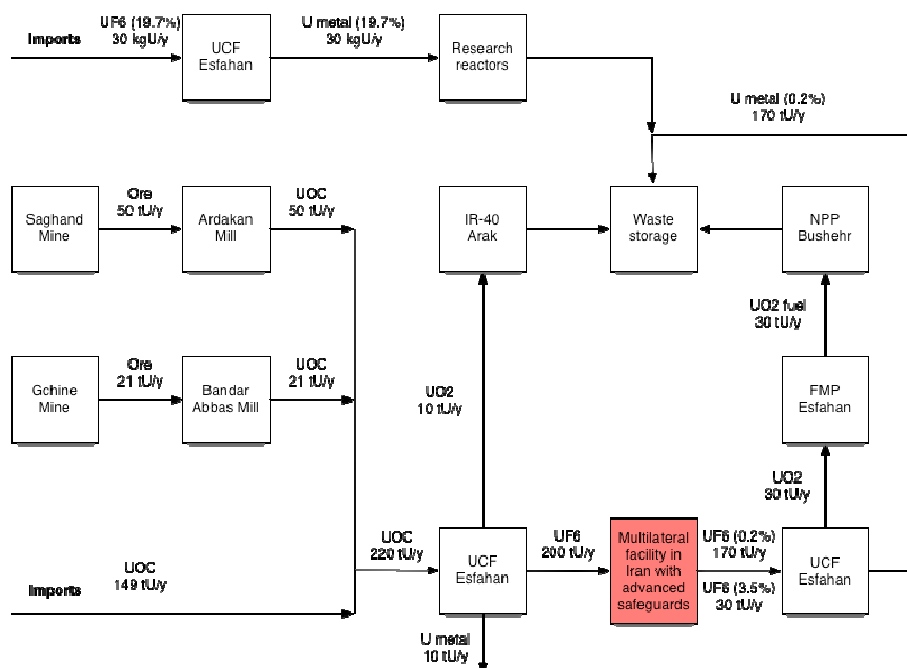 UF6 (19.7%)
30 kgU/y
Imports
UCF
Esfahan
U metal (19.7%)
30 kgU/y
Research
reactors
U metal (0.2%)
170 tU/y
Saghand
Mine
Ore
50 tU/y
Ardakan
Mill
UOC
50 tU/y
IR-40
Arak
Waste
storage
NPP
Bushehr
UO2 fuel
30 tU/y
Gchine
Mine
Ore
21 tU/y
Bandar
Abbas Mill
UOC
21 tU/y
UO2
10 tU/y
FMP
Esfahan
UO2
30 tU/y
UOC
149 tU/y
Imports
UOC
220 tU/y
UCF
Esfahan
UF6
200 tU/y
Multilateral
facility in
Iran with
advanced
safeguards
UF6 (0.2%)
170 tU/y
UF6 (3.5%)
30 tU/y
UCF
Esfahan
U metal
10 tU/y